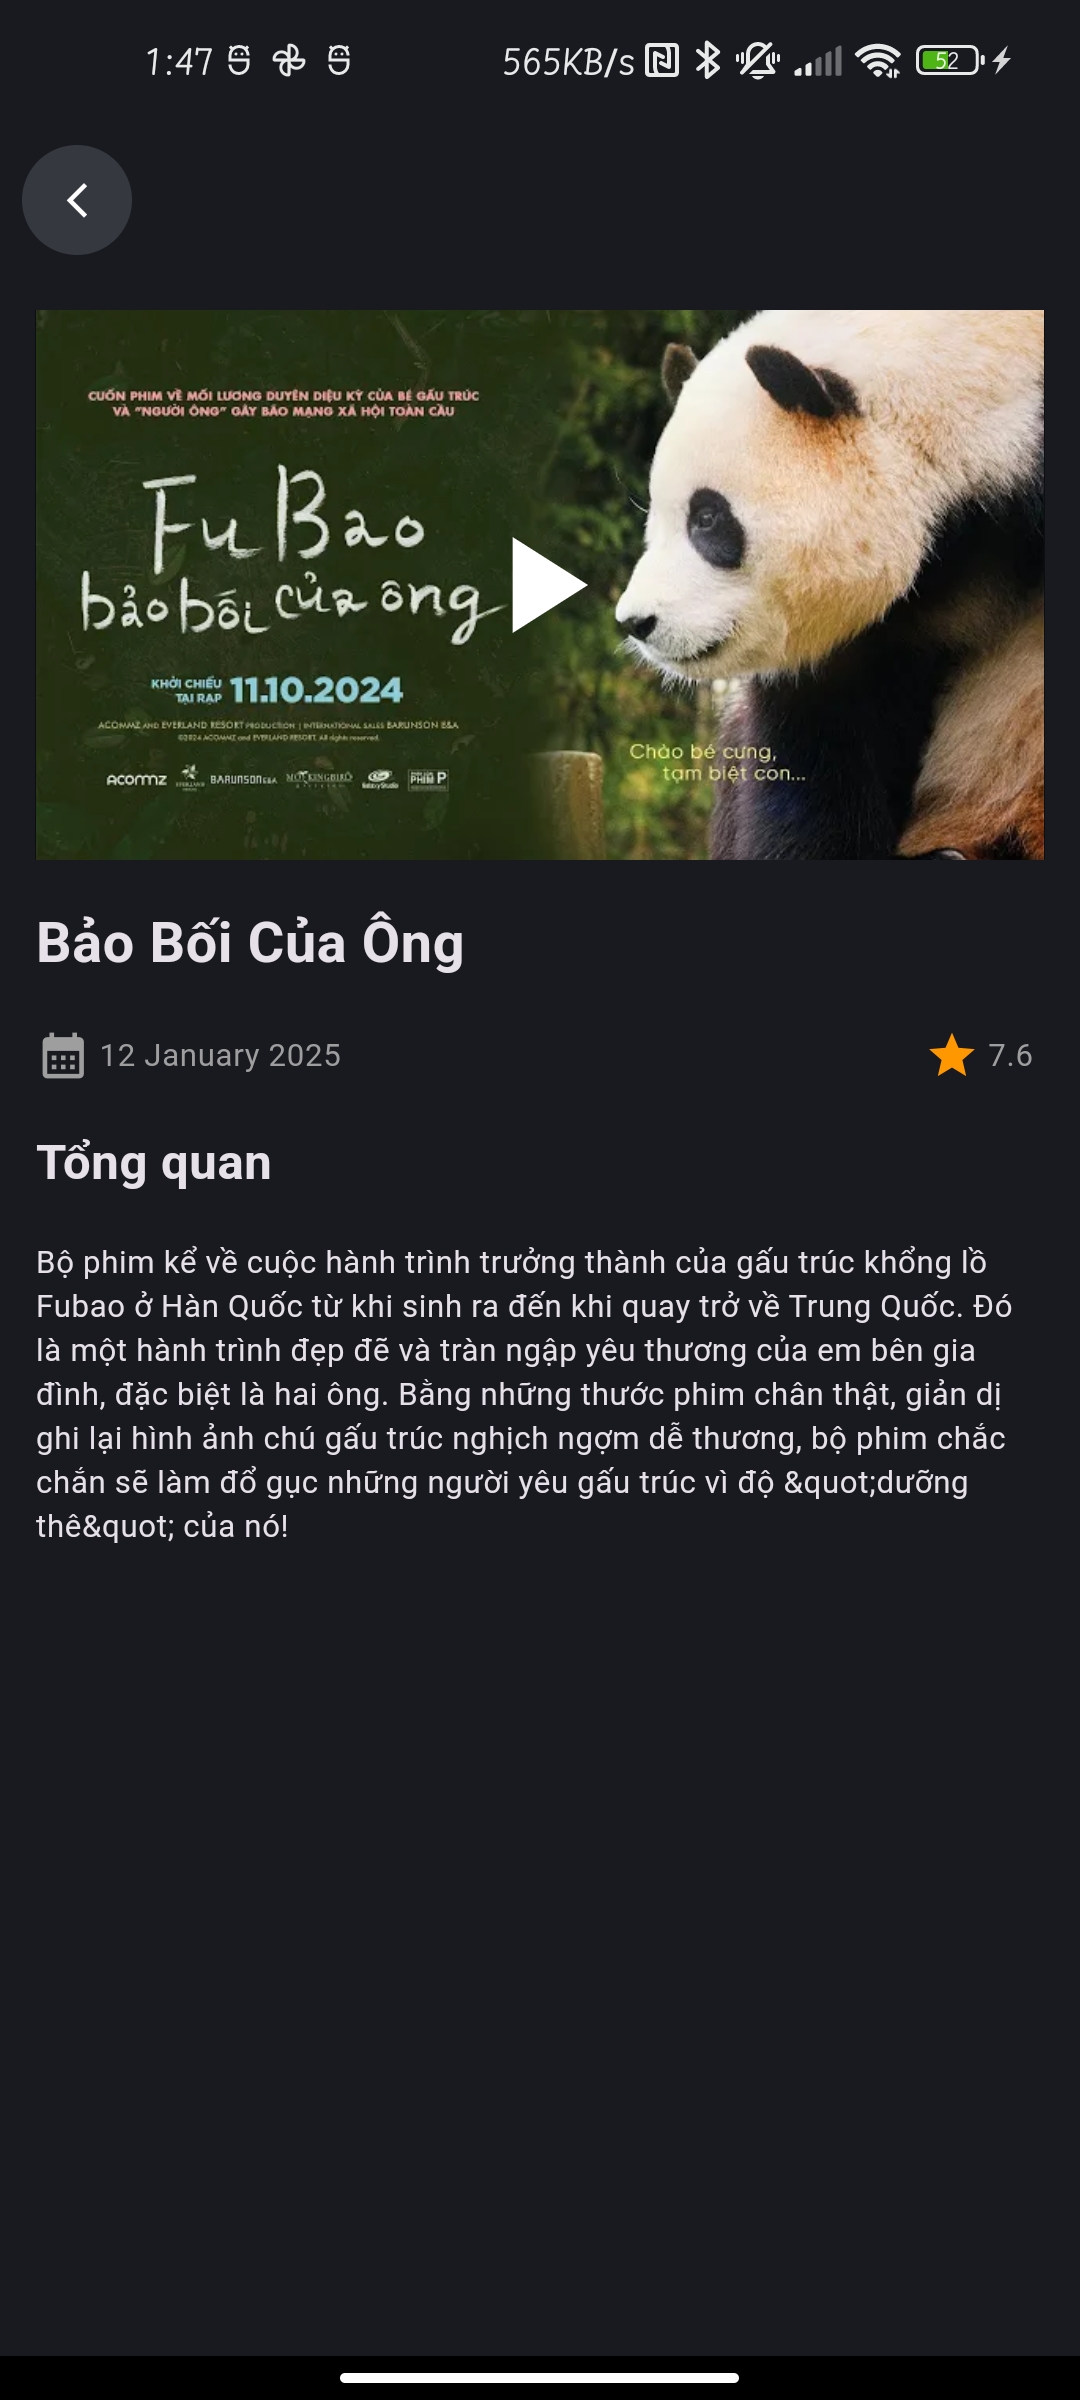 1:47
565KB/s
52
CUỐN PHIM VỀ MỐI LƯƠNG DUYÊN DIỆU KỲ CỦA BÉ GẤU TRÚC
VÀ "NGƯỜI ÔNG" GÂY BÃO MẠNG XÃ HỘI TOÀN CẦU
Fu Bao
bảo bối của ông
KHỞI CHIẾU
TẠI RẠP
11.10.2024
ACOMMZ AND EVERLAND RESORT PRODUCTION | INTERNATIONAL SALES BARUNSON E&A
©2024 ACOMMZ and EVERLAND RESORT. All rights reserved.
ACOMMZ EVERLAND BARUNSON E&A MOCKINGBIRD Galaxy Studio PHIM P
Chào bé cưng,
tạm biệt con...
Bảo Bối Của Ông
12 January 2025
7.6
Tổng quan
Bộ phim kể về cuộc hành trình trưởng thành của gấu trúc khổng lồ
Fubao ở Hàn Quốc từ khi sinh ra đến khi quay trở về Trung Quốc. Đó
là một hành trình đẹp đẽ và tràn ngập yêu thương của em bên gia
đình, đặc biệt là hai ông. Bằng những thước phim chân thật, giản dị
ghi lại hình ảnh chú gấu trúc nghịch ngợm dễ thương, bộ phim chắc
chắn sẽ làm đổ gục những người yêu gấu trúc vì độ &quot;dưỡng
thê&quot; của nó!